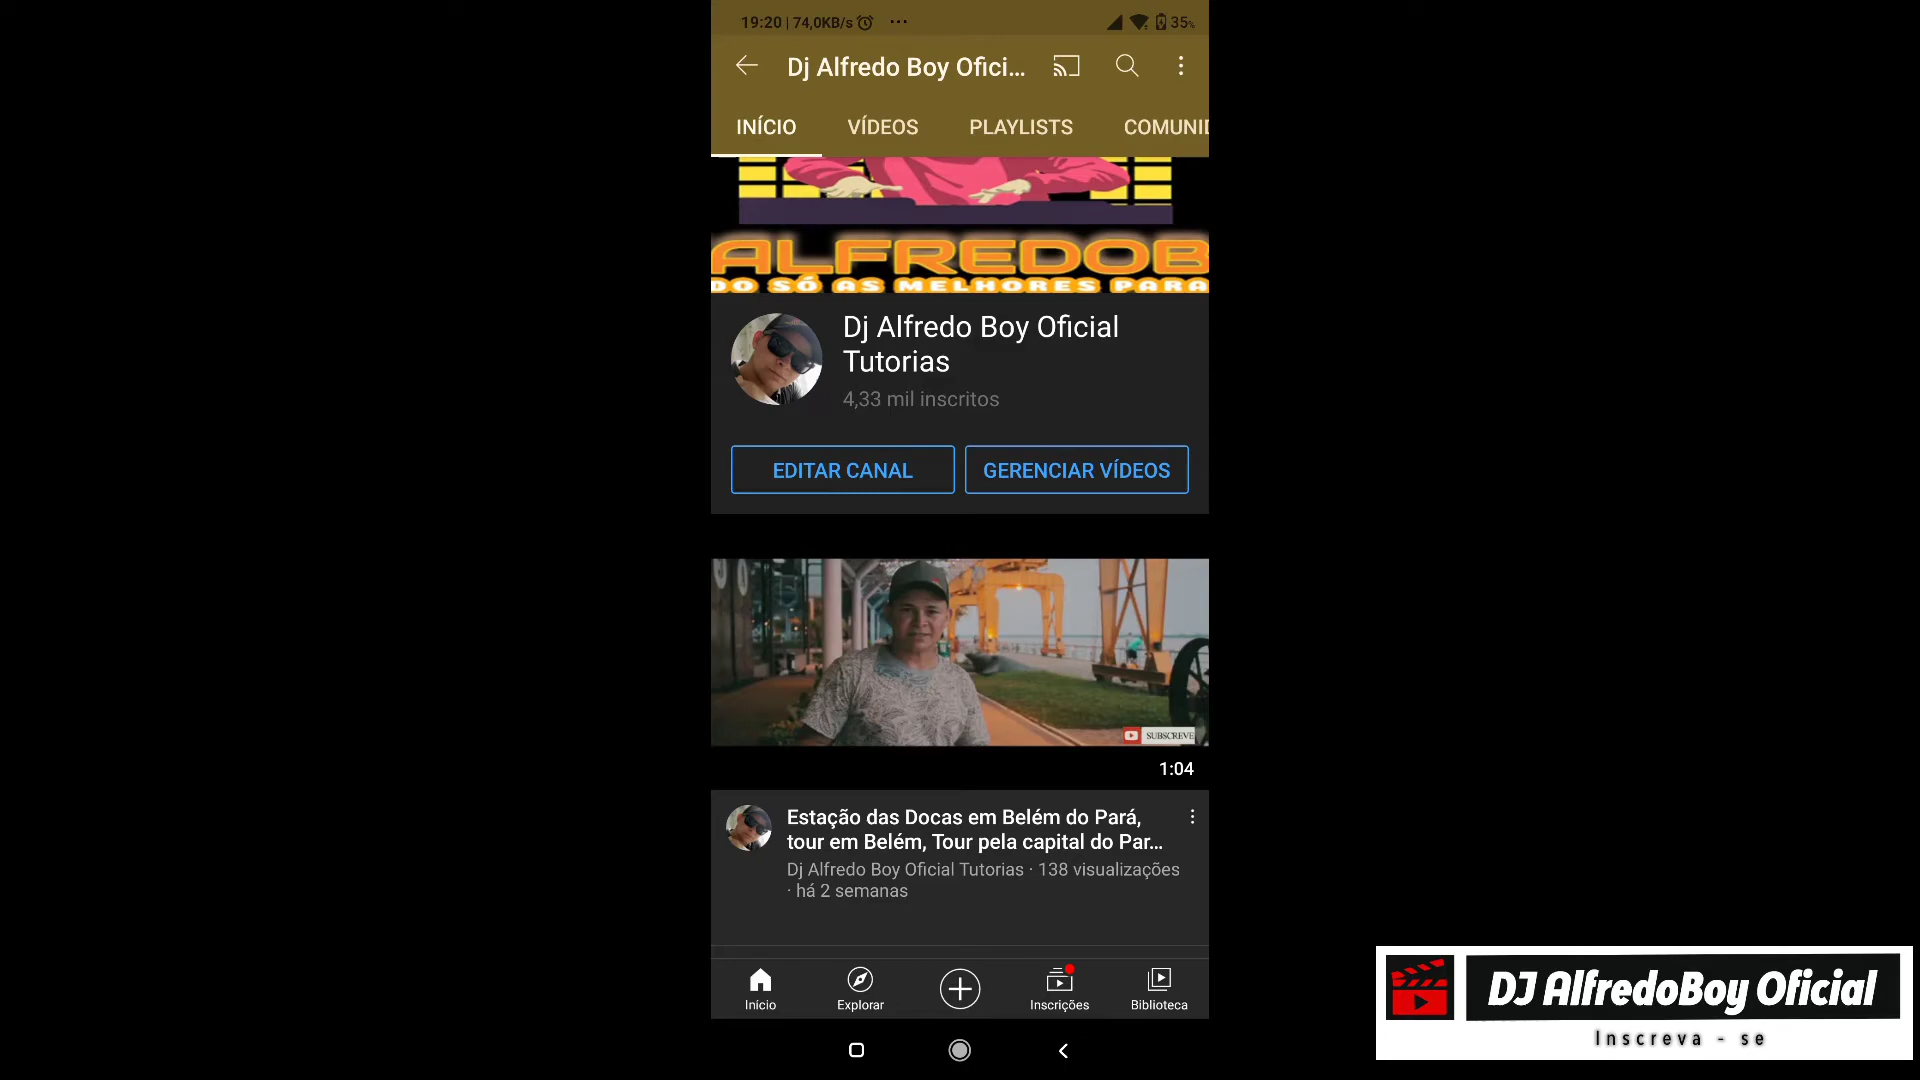 19:20 | 74,0KB/s ...
35%
Dj Alfredo Boy Ofici...
INÍCIO VÍDEOS PLAYLISTS COMUNID
ALFREDOB
DO SÓ AS MELHORES PARA
Dj Alfredo Boy Oficial
Tutorias
4,33 mil inscritos
EDITAR CANAL GERENCIAR VÍDEOS
SUBSCREVE
1:04
Estação das Docas em Belém do Pará,
tour em Belém, Tour pela capital do Par...
Dj Alfredo Boy Oficial Tutorias · 138 visualizações
· há 2 semanas
Início Explorar Inscrições Biblioteca
DJ AlfredoBoy Oficial
Inscreva - se